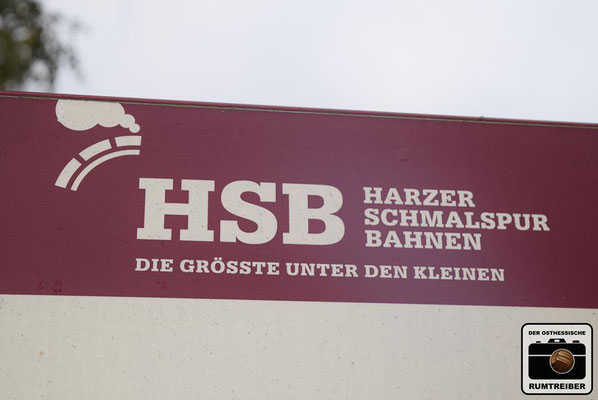 HSB
HARZER
SCHMALSPUR
BAHNEN
DIE GRÖSSTE UNTER DEN KLEINEN
DER OSTHESSISCHE
RUMTREIBER